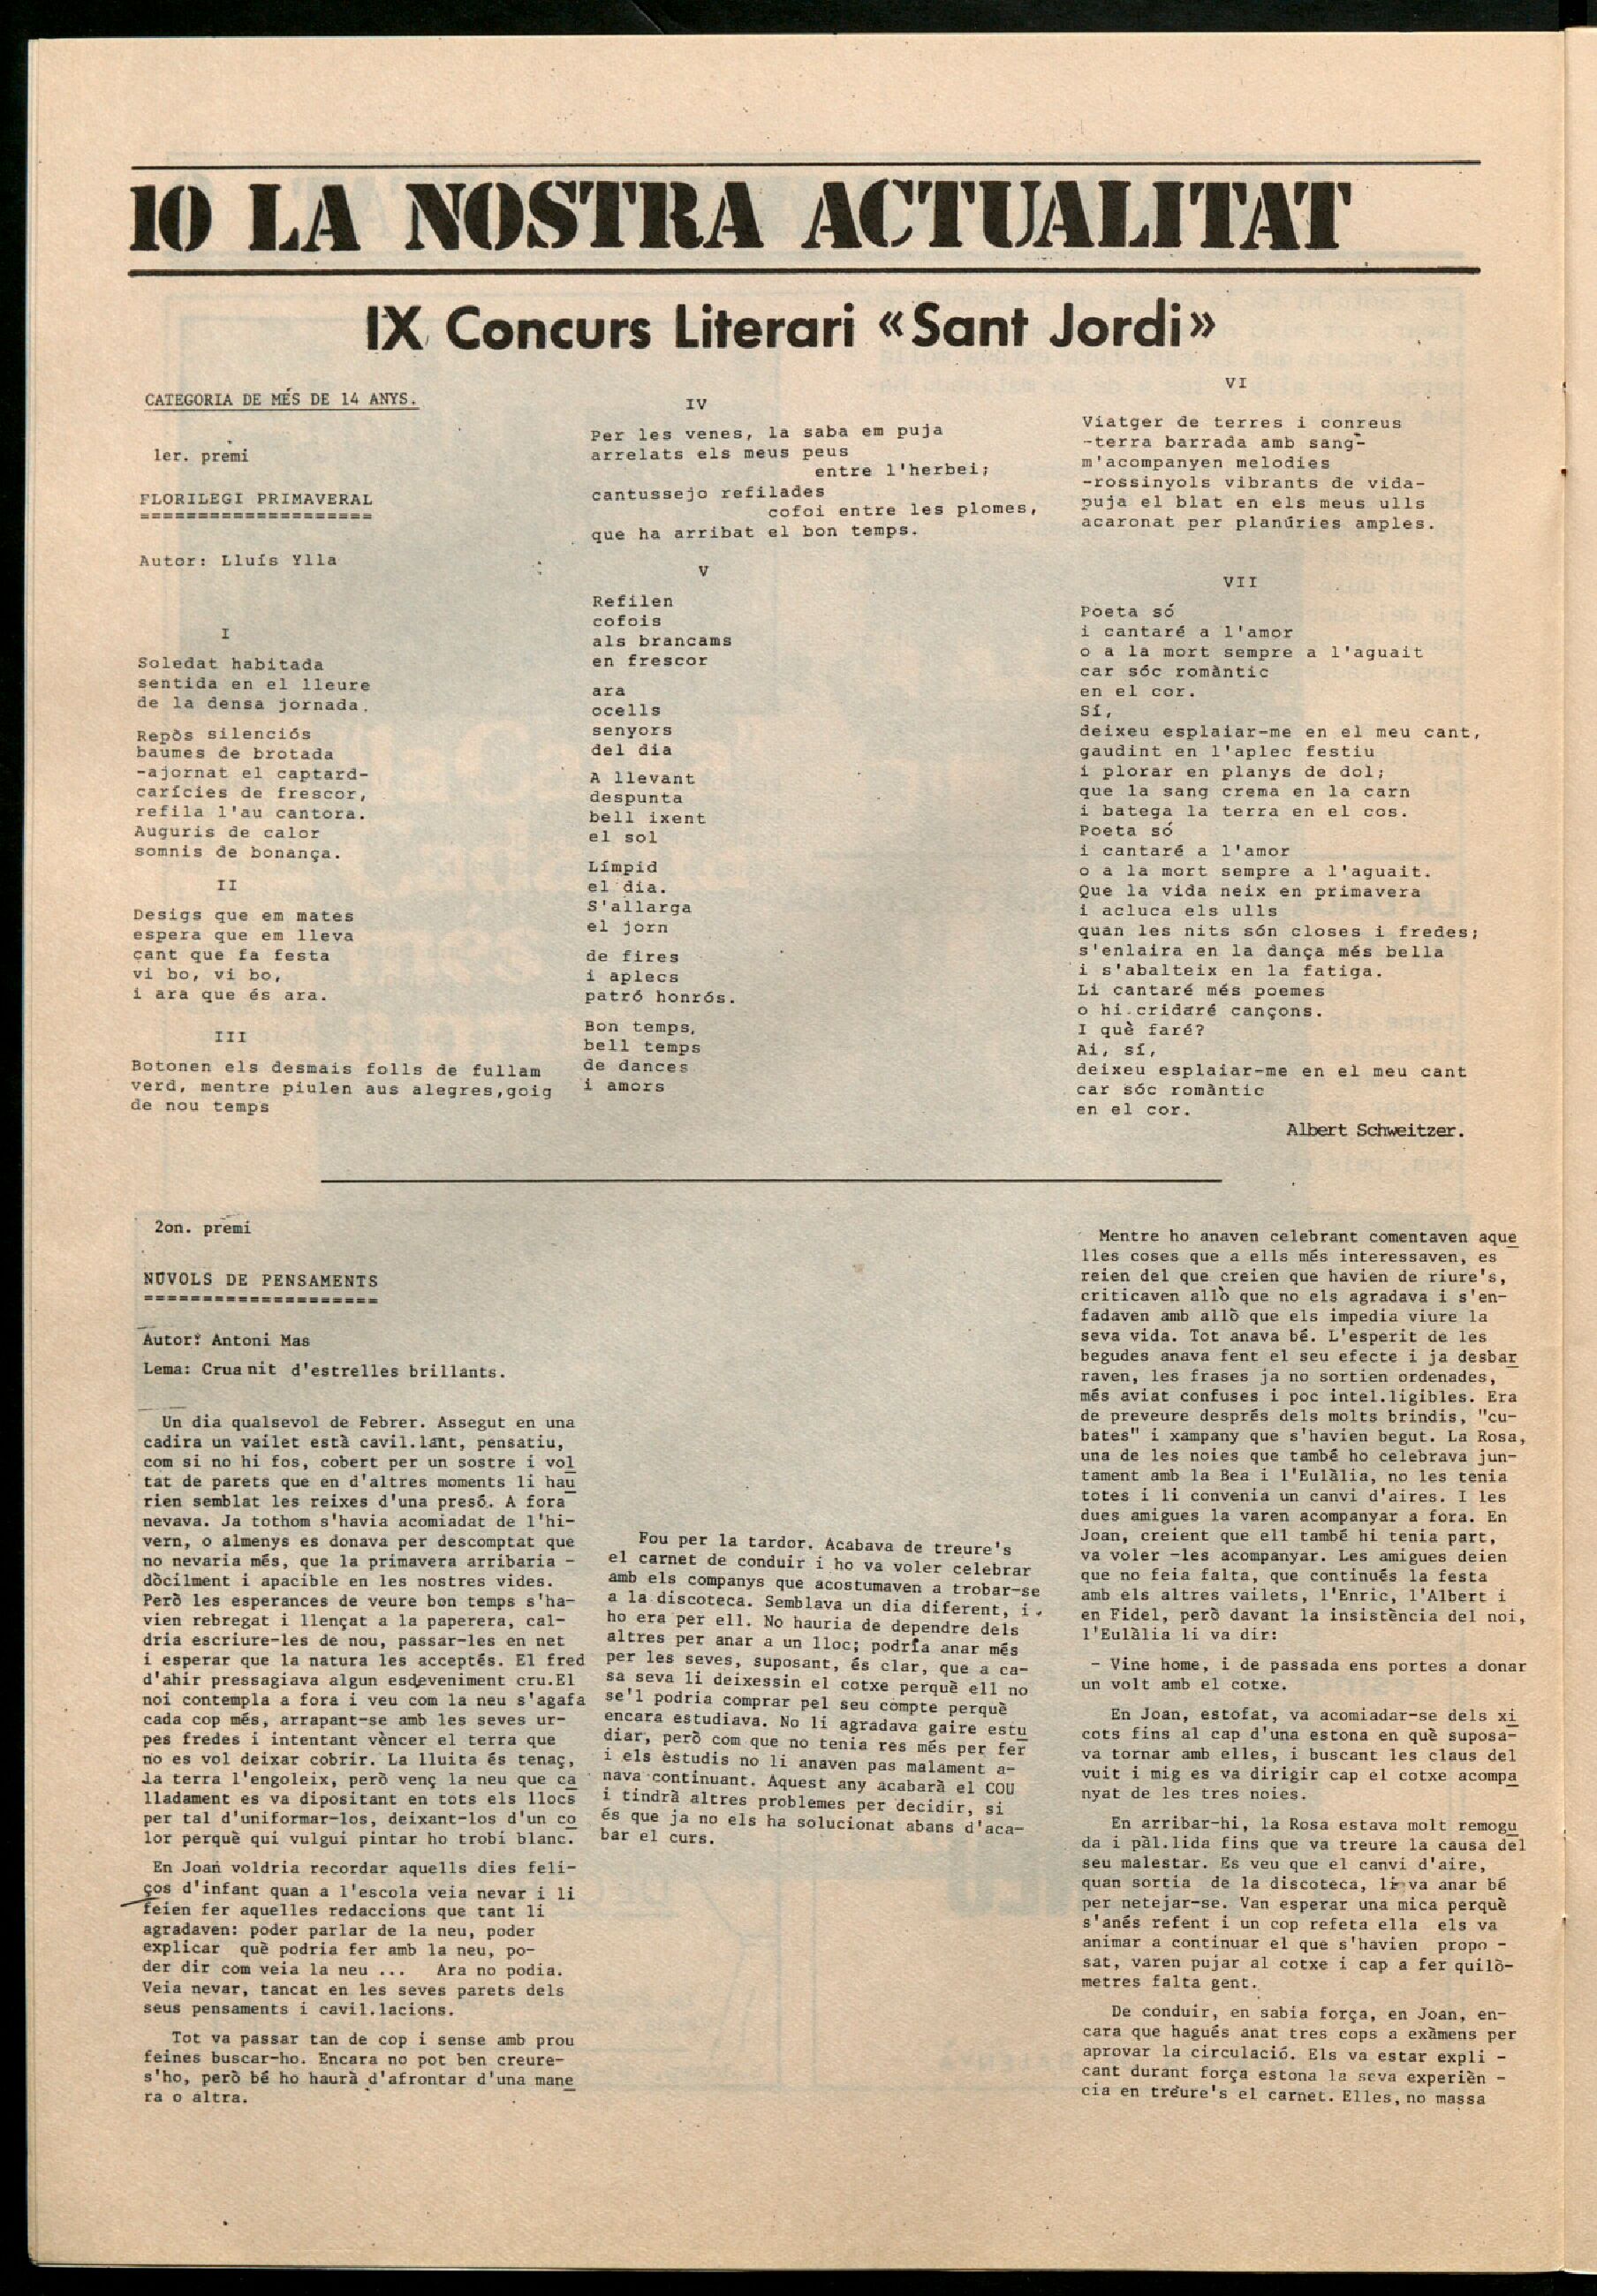 10 LA NOSTRA ACTUALITAT
IX Concurs Literari «Sant Jordi»
CATEGORIA DE MÉS DE 14 ANYS.
1er. premi
FLORILEGI PRIMAVERAL
====================
Autor: Lluís Ylla
I
Soledat habitada
sentida en el lleure
de la densa jornada.
Repòs silenciós
baumes de brotada
-ajornat el captard-
carícies de frescor,
refila l'au cantora.
Auguris de calor
somnis de bonança.
II
Desigs que em mates
espera que em lleva
cant que fa festa
vi bo, vi bo,
i ara que és ara.
III
Botonen els desmais folls de fullam
verd, mentre piulen aus alegres,goig
de nou temps
IV
Per les venes, la saba em puja
arrelats els meus peus
entre l'herbei;
cantussejo refilades
cofoi entre les plomes,
que ha arribat el bon temps.
V
Refilen
cofois
als brancams
en frescor
ara
ocells
senyors
del dia
A llevant
despunta
bell ixent
el sol
Límpid
el dia.
S'allarga
el jorn
de fires
i aplecs
patró honrós.
Bon temps,
bell temps
de dances
i amors
VI
Viatger de terres i conreus
-terra barrada amb sang-
m'acompanyen melodies
-rossinyols vibrants de vida-
puja el blat en els meus ulls
acaronat per planúries amples.
VII
Poeta só
i cantaré a l'amor
o a la mort sempre a l'aguait
car sóc romàntic
en el cor.
Sí,
deixeu esplaiar-me en el meu cant,
gaudint en l'aplec festiu
i plorar en planys de dol;
que la sang crema en la carn
i batega la terra en el cos.
Poeta só
i cantaré a l'amor
o a la mort sempre a l'aguait.
Que la vida neix en primavera
i acluca els ulls
quan les nits són closes i fredes;
s'enlaira en la dança més bella
i s'abalteix en la fatiga.
Li cantaré més poemes
o hi cridaré cançons.
I què faré?
Ai, sí,
deixeu esplaiar-me en el meu cant
car sóc romàntic
en el cor.
Albert Schweitzer.
2on. premi
NÚVOLS DE PENSAMENTS
====================
Autor: Antoni Mas
Lema: Crua nit d'estrelles brillants.
Un dia qualsevol de Febrer. Assegut en una
cadira un vailet està cavil.lant, pensatiu,
com si no hi fos, cobert per un sostre i vol
tat de parets que en d'altres moments li hau
rien semblat les reixes d'una presó. A fora
nevava. Ja tothom s'havia acomiadat de l'hi-
vern, o almenys es donava per descomptat que
no nevaria més, que la primavera arribaria -
dòcilment i apacible en les nostres vides.
Però les esperances de veure bon temps s'ha-
vien rebregat i llençat a la paperera, cal-
dria escriure-les de nou, passar-les en net
i esperar que la natura les acceptés. El fred
d'ahir pressagiava algun esdeveniment cru.El
noi contempla a fora i veu com la neu s'agafa
cada cop més, arrapant-se amb les seves ur-
pes fredes i intentant vèncer el terra que
no es vol deixar cobrir. La lluita és tenaç,
la terra l'engoleix, però venç la neu que ca
lladament es va dipositant en tots els llocs
per tal d'uniformar-los, deixant-los d'un co
lor perquè qui vulgui pintar ho trobi blanc.
En Joan voldria recordar aquells dies feli-
ços d'infant quan a l'escola veia nevar i li
feien fer aquelles redaccions que tant li
agradaven: poder parlar de la neu, poder
explicar què podria fer amb la neu, po-
der dir com veia la neu ... Ara no podia.
Veia nevar, tancat en les seves parets dels
seus pensaments i cavil.lacions.
Tot va passar tan de cop i sense amb prou
feines buscar-ho. Encara no pot ben creure-
s'ho, però bé ho haurà d'afrontar d'una mane
ra o altra.
Fou per la tardor. Acabava de treure's
el carnet de conduir i ho va voler celebrar
amb els companys que acostumaven a trobar-se
a la discoteca. Semblava un dia diferent, i
ho era per ell. No hauria de dependre dels
altres per anar a un lloc; podria anar més
per les seves, suposant, és clar, que a ca-
sa seva li deixessin el cotxe perquè ell no
se'l podria comprar pel seu compte perquè
encara estudiava. No li agradava gaire estu
diar, però com que no tenia res més per fer
i els estudis no li anaven pas malament a-
nava continuant. Aquest any acabarà el COU
i tindrà altres problemes per decidir, si
és que ja no els ha solucionat abans d'aca-
bar el curs.
Mentre ho anaven celebrant comentaven aque
lles coses que a ells més interessaven, es
reien del que creien que havien de riure's,
criticaven allò que no els agradava i s'en-
fadaven amb allò que els impedia viure la
seva vida. Tot anava bé. L'esperit de les
begudes anava fent el seu efecte i ja desbar
raven, les frases ja no sortien ordenades,
més aviat confuses i poc intel.ligibles. Era
de preveure després dels molts brindis, "cu-
bates" i xampany que s'havien begut. La Rosa,
una de les noies que també ho celebrava jun-
tament amb la Bea i l'Eulàlia, no les tenia
totes i li convenia un canvi d'aires. I les
dues amigues la varen acompanyar a fora. En
Joan, creient que ell també hi tenia part,
va voler -les acompanyar. Les amigues deien
que no feia falta, que continués la festa
amb els altres vailets, l'Enric, l'Albert i
en Fidel, però davant la insistència del noi,
l'Eulàlia li va dir:
- Vine home, i de passada ens portes a donar
un volt amb el cotxe.
En Joan, estofat, va acomiadar-se dels xi
cots fins al cap d'una estona en què suposa-
va tornar amb elles, i buscant les claus del
vuit i mig es va dirigir cap el cotxe acompa
nyat de les tres noies.
En arribar-hi, la Rosa estava molt remogu
da i pàl.lida fins que va treure la causa del
seu malestar. Es veu que el canvi d'aire,
quan sortia de la discoteca, li va anar bé
per netejar-se. Van esperar una mica perquè
s'anés refent i un cop refeta ella els va
animar a continuar el que s'havien propo -
sat, varen pujar al cotxe i cap a fer quilò-
metres falta gent.
De conduir, en sabia força, en Joan, en-
cara que hagués anat tres cops a exàmens per
aprovar la circulació. Els va estar expli -
cant durant força estona la seva experièn -
cia en treure's el carnet. Elles, no massa